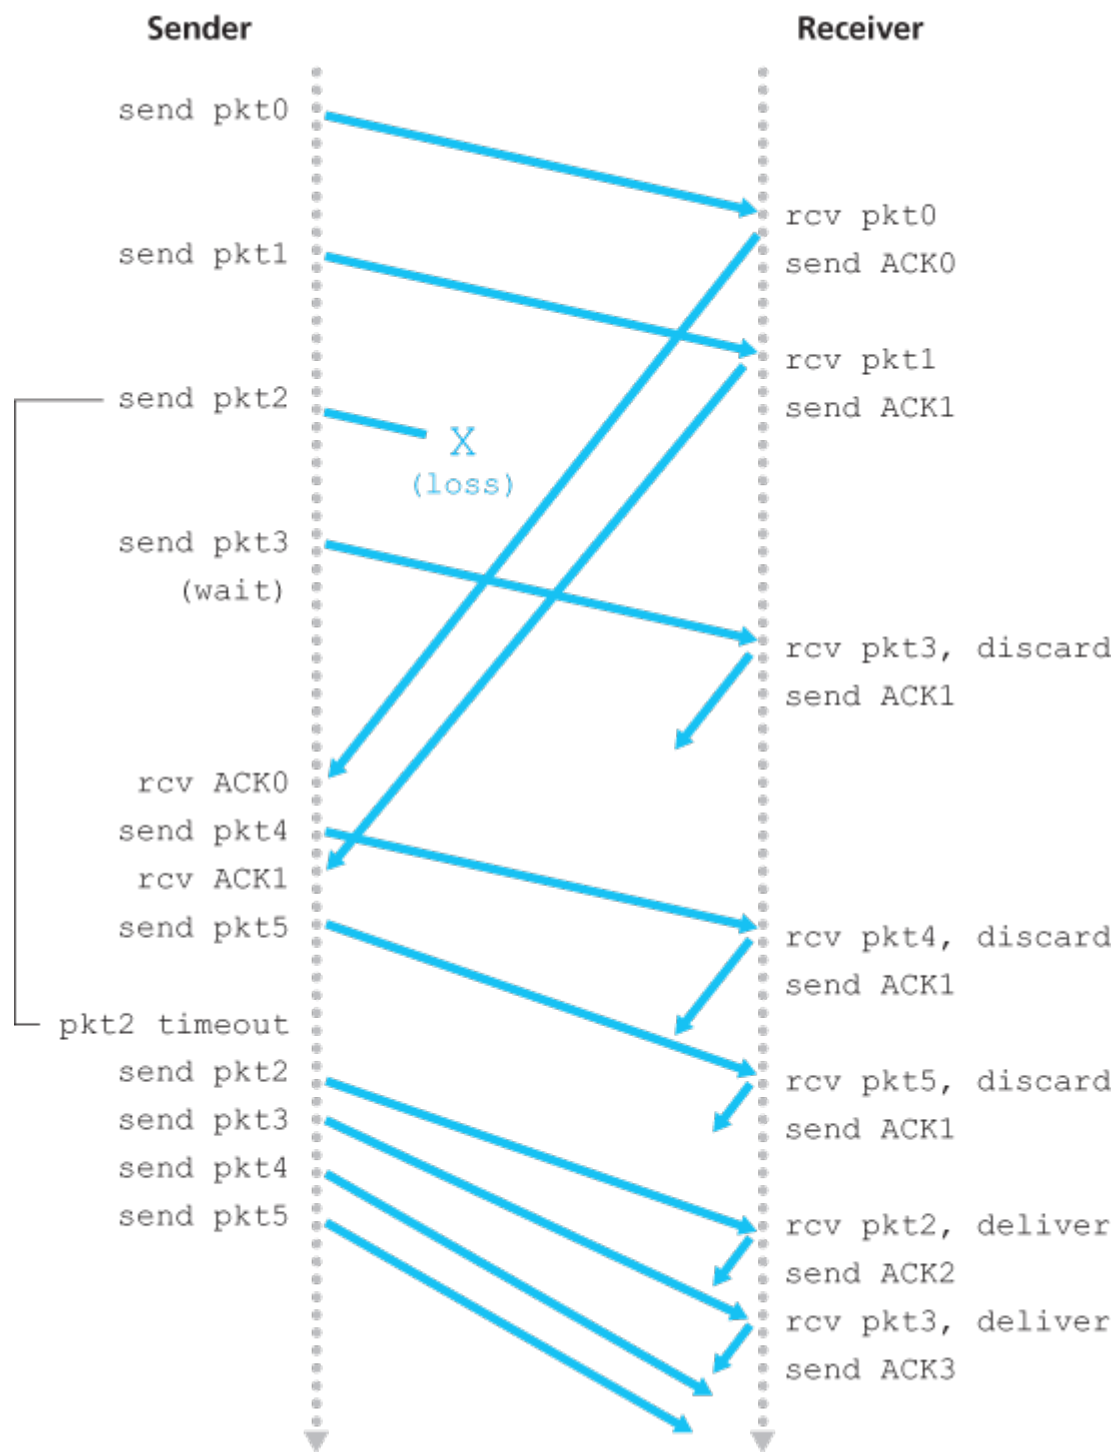 Sender
Receiver
send pkt0
rcv pkt0
send ACK0
send pkt1
rcv pkt1
send ACK1
send pkt2
X
(loss)
send pkt3
(wait)
rcv pkt3, discard
send ACK1
rcv ACK0
send pkt4
rcv ACK1
send pkt5
rcv pkt4, discard
send ACK1
pkt2 timeout
send pkt2
send pkt3
send pkt4
send pkt5
rcv pkt5, discard
send ACK1
rcv pkt2, deliver
send ACK2
rcv pkt3, deliver
send ACK3